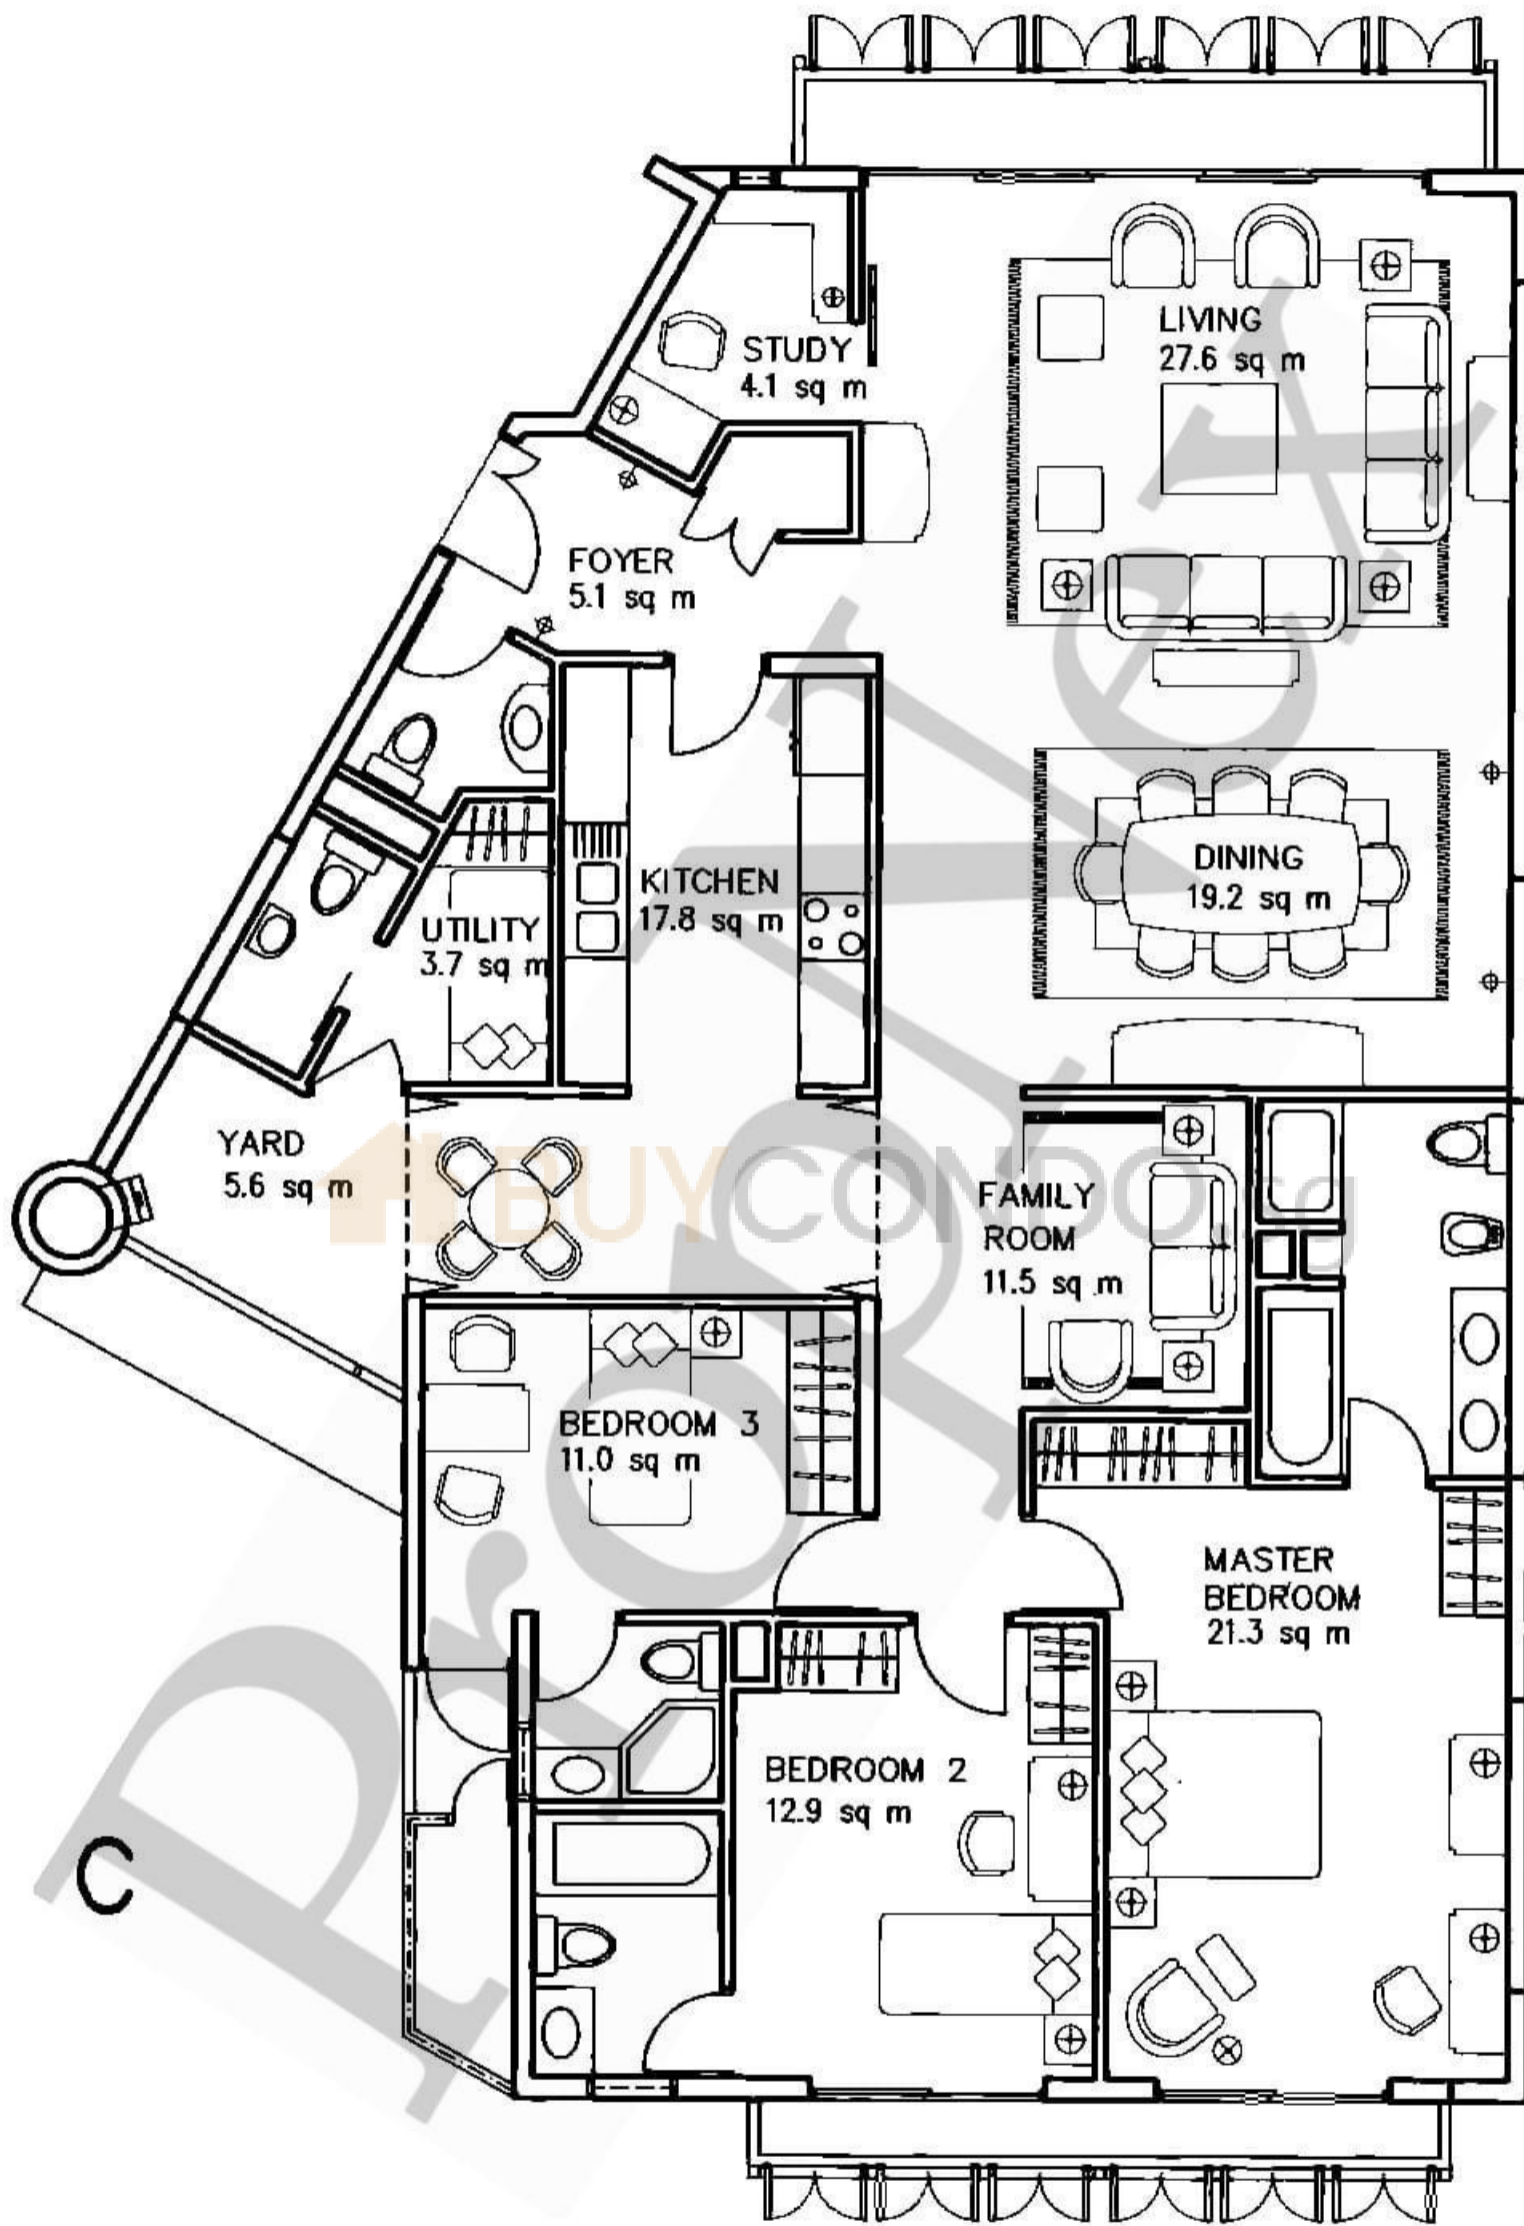 LIVING
27.6 sq m
STUDY
4.1 sq m
FOYER
5.1 sq m
DINING
19.2 sq m
KITCHEN
17.8 sq m
UTILITY
3.7 sq m
YARD
5.6 sq m
BUYCONDO.sg
FAMILY
ROOM
11.5 sq m
BEDROOM 3
11.0 sq m
MASTER
BEDROOM
21.3 sq m
BEDROOM 2
12.9 sq m
C
PropNex